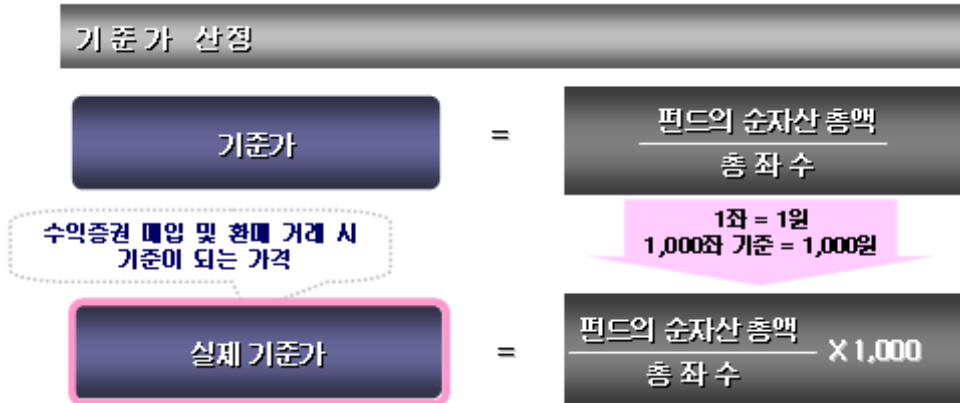 기준가 산정
기준가
=
펀드의 순자산 총액
총 좌 수
수익증권 매입 및 환매 거래 시
기준이 되는 가격
1좌 = 1원
1,000좌 기준 = 1,000원
실제 기준가
=
펀드의 순자산 총액
총 좌 수
X 1,000